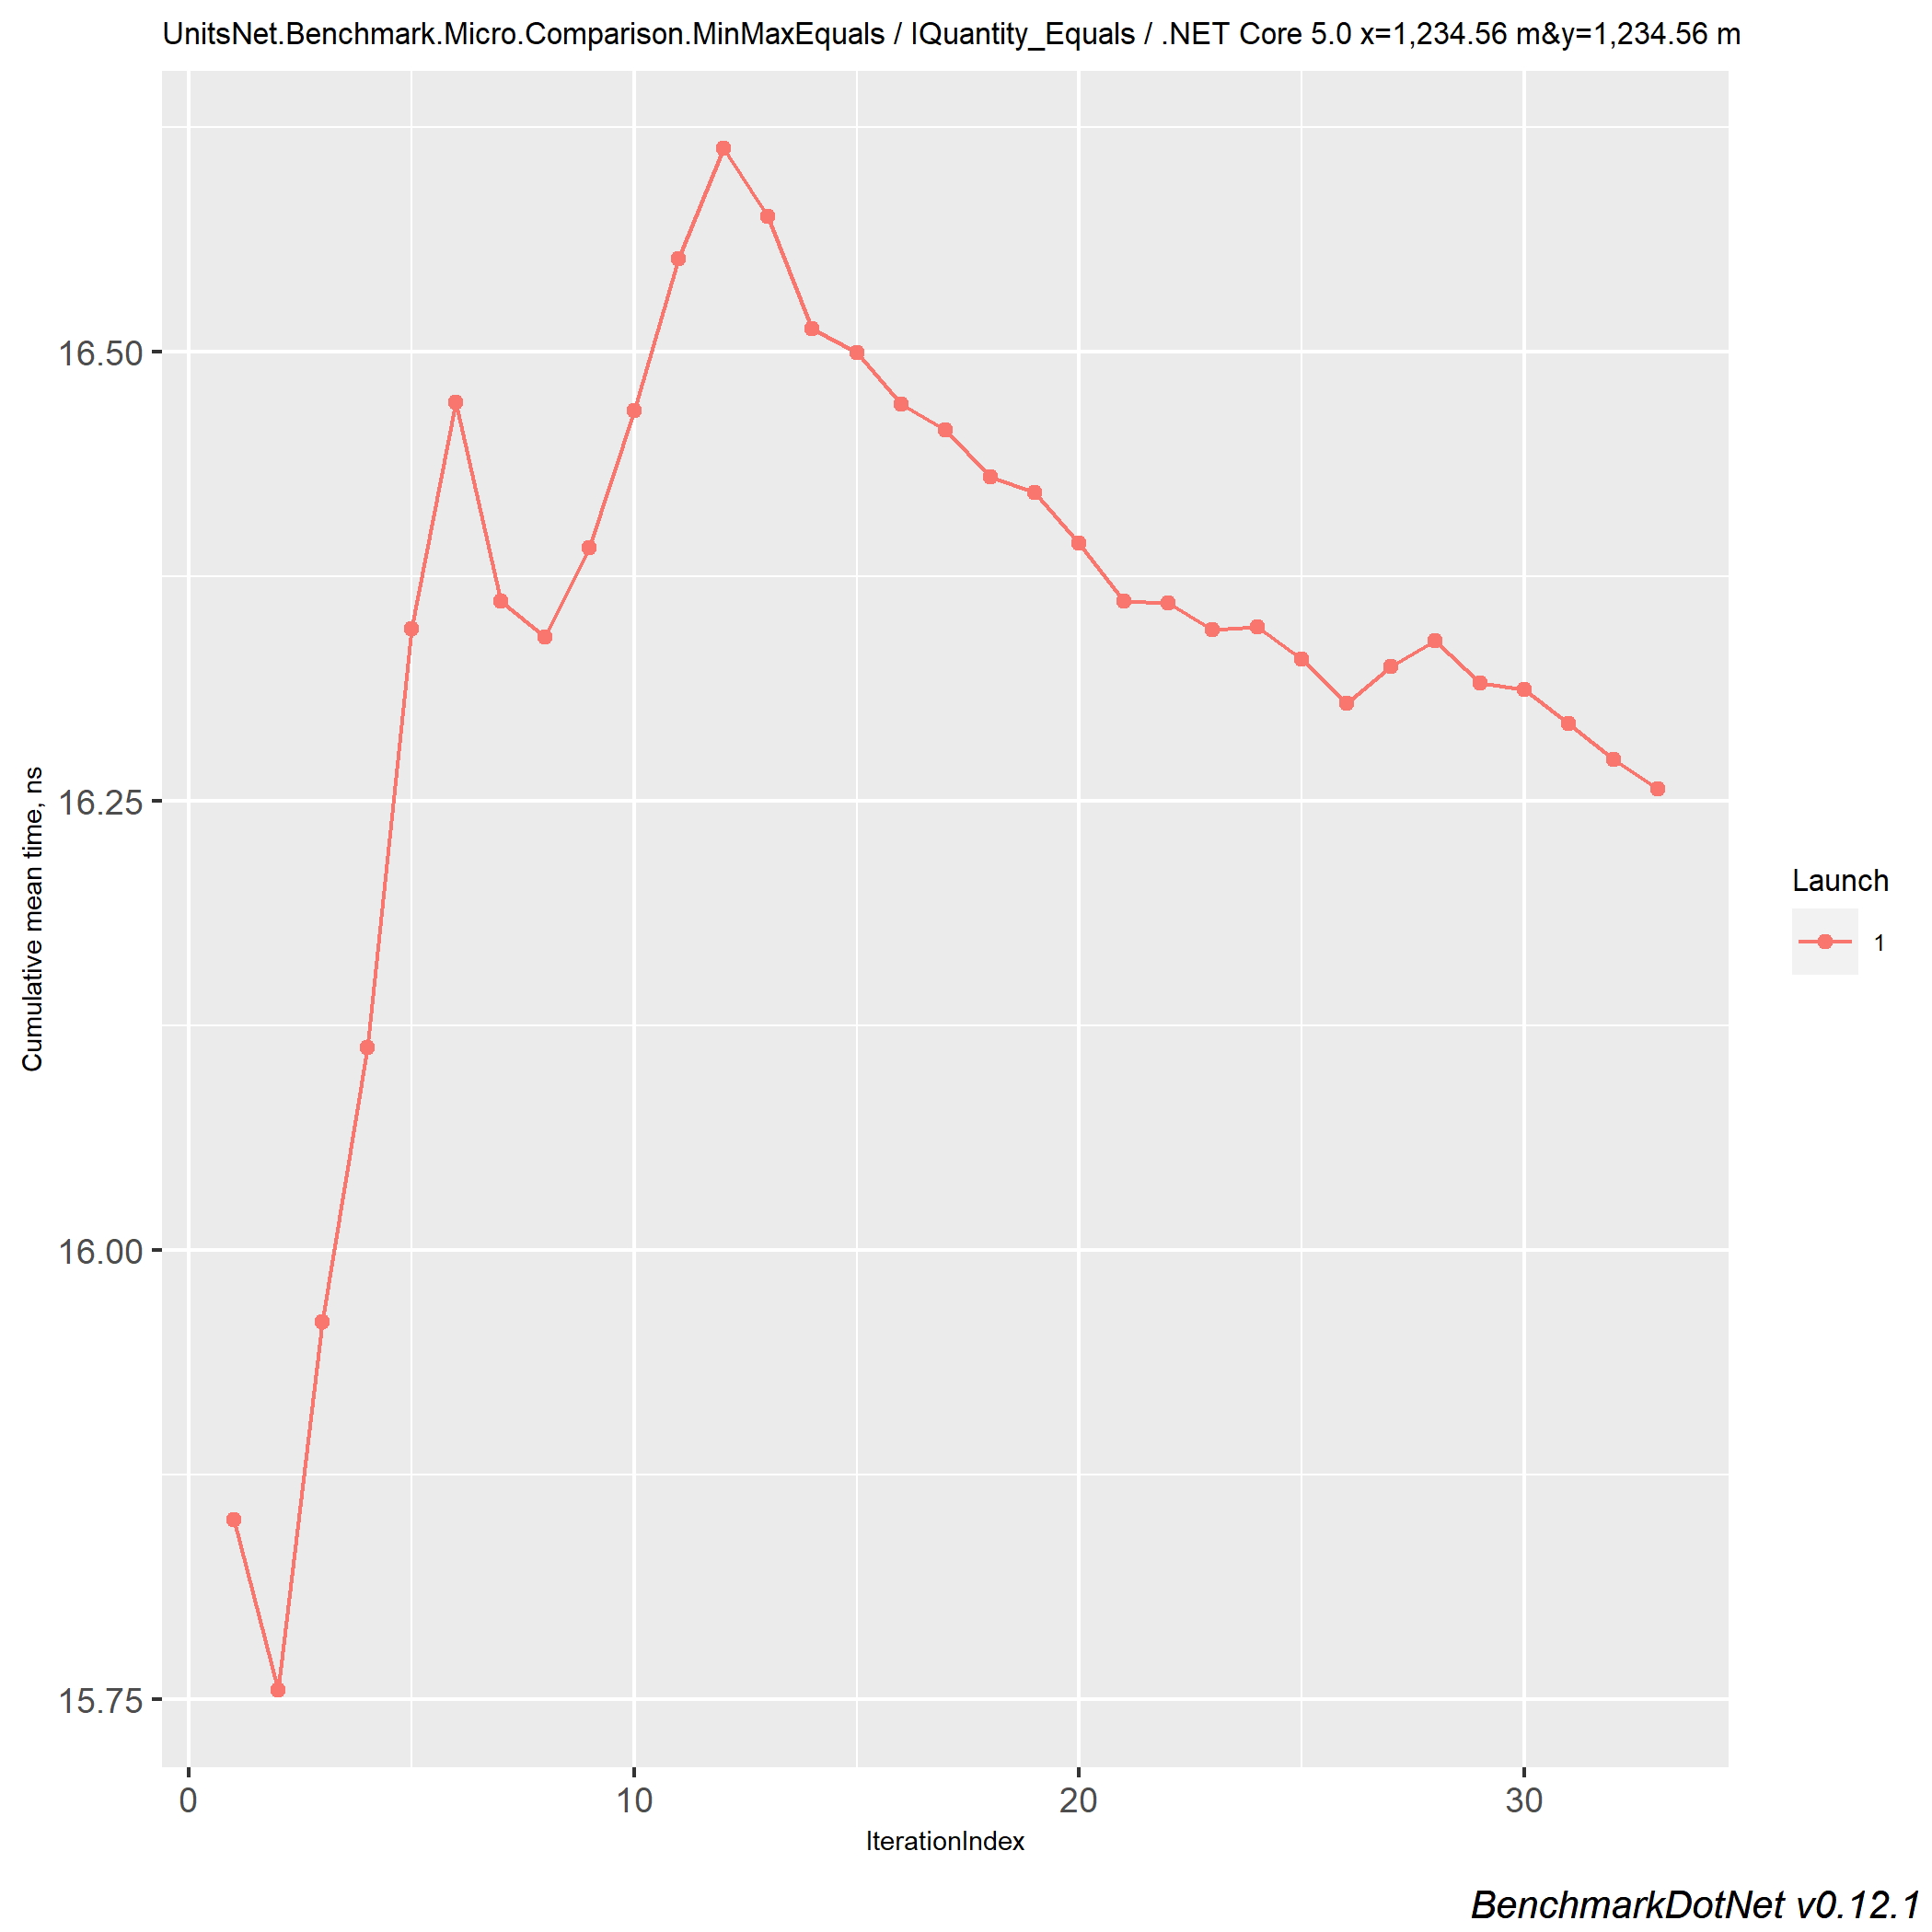 UnitsNet.Benchmark.Micro.Comparison.MinMaxEquals / IQuantity_Equals / .NET Core 5.0 x=1,234.56 m&y=1,234.56 m
16.50
16.25
16.00
15.75
Cumulative mean time, ns
0 10 20 30
IterationIndex
Launch
1
BenchmarkDotNet v0.12.1